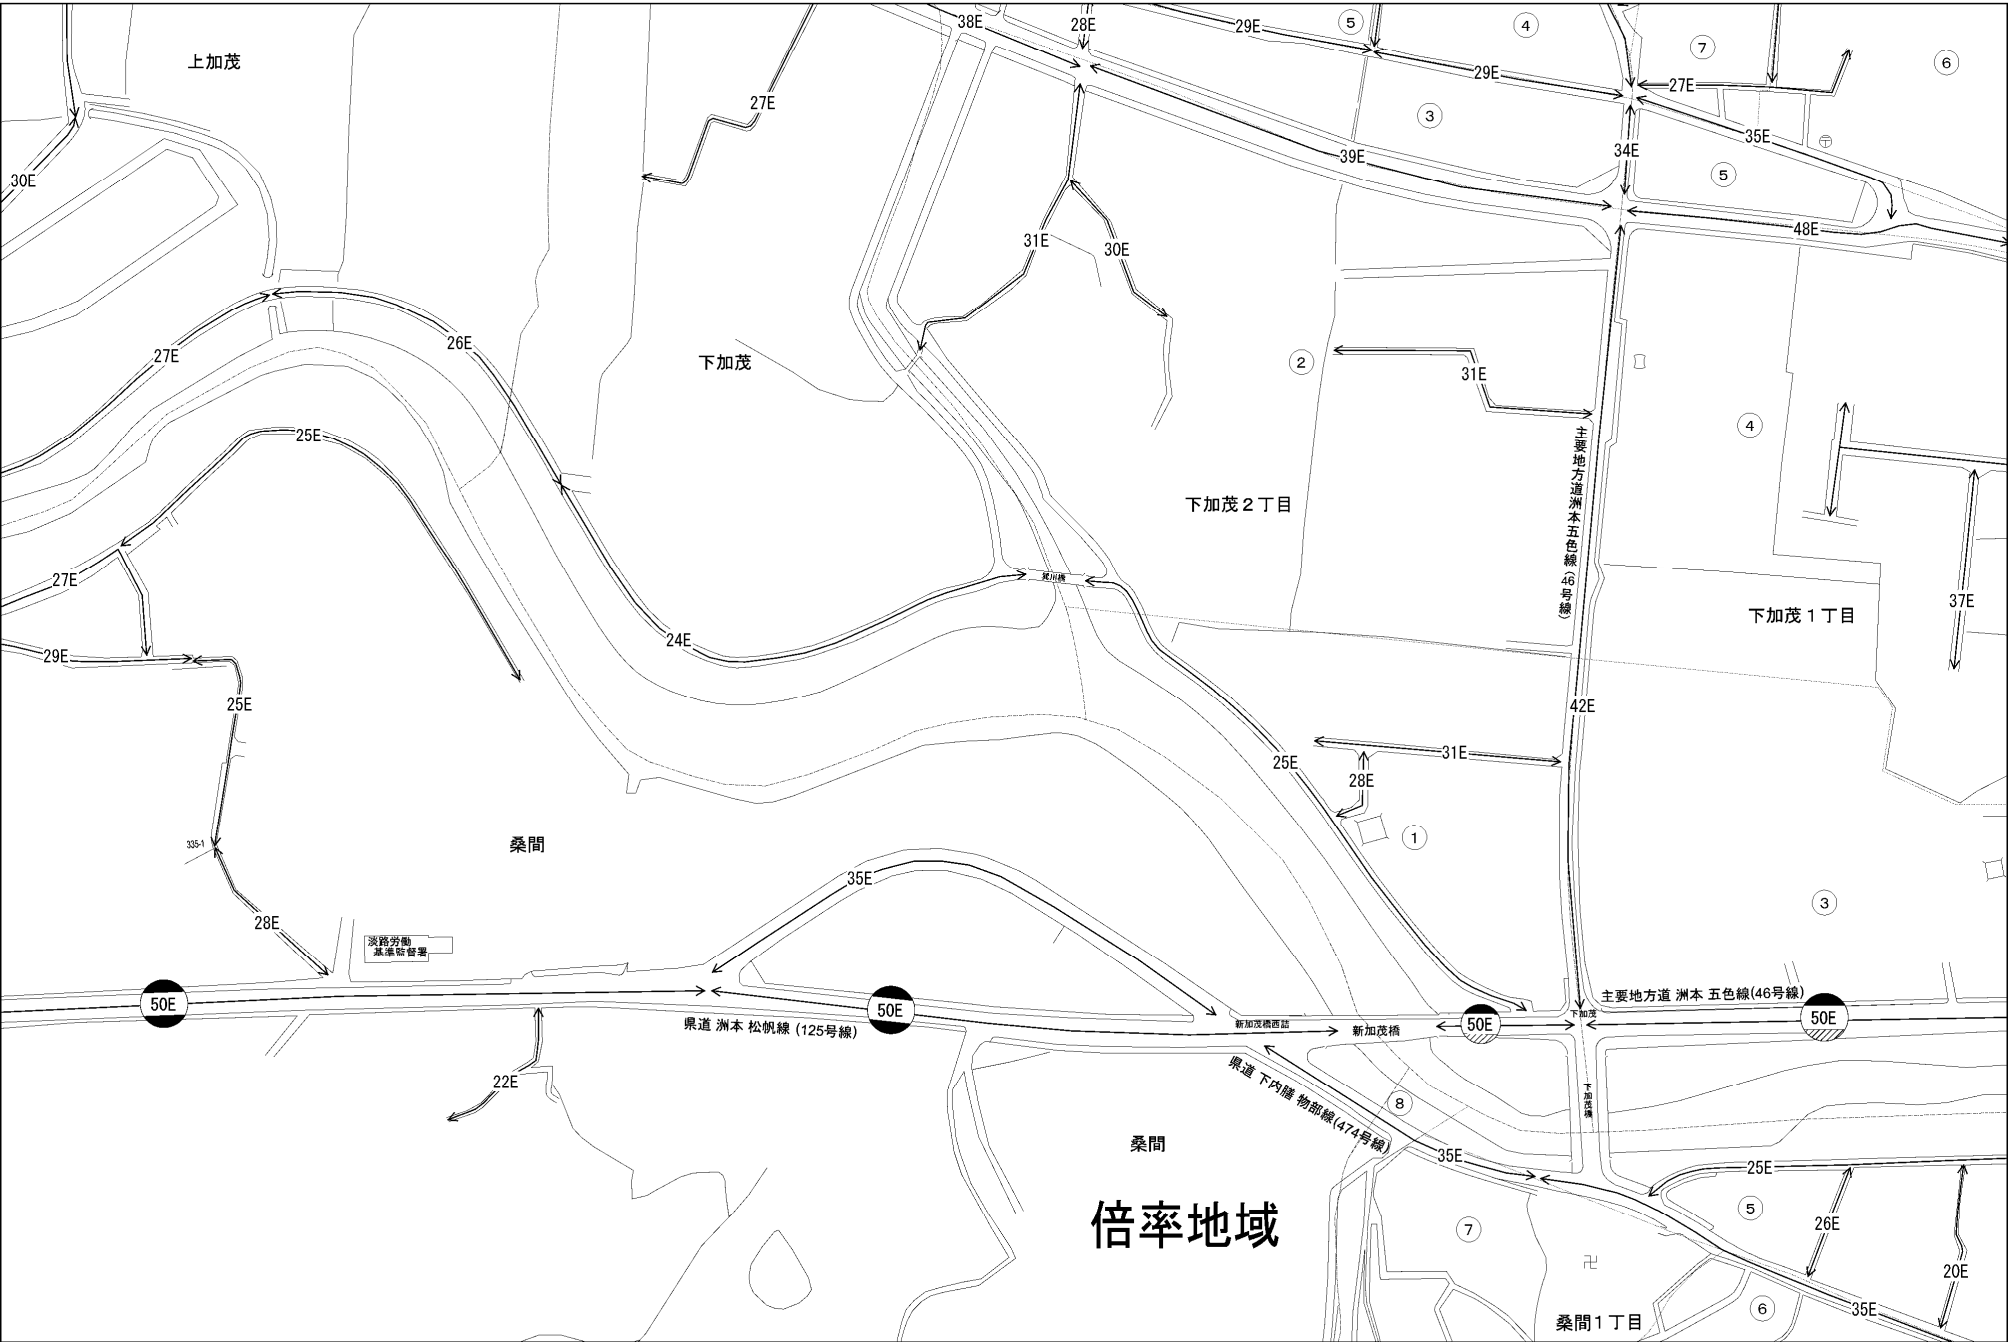 38E
28E
29E
⑤
④
⑦
⑥
上加茂
27E
29E
27E
③
35E
34E
39E
⑤
30E
48E
31E
30E
27E
26E
下加茂
②
31E
25E
④
主要地方道洲本五色線(46号線)
下加茂2丁目
27E
37E
下加茂1丁目
24E
29E
25E
42E
31E
25E
28E
①
335-1
桑間
35E
③
28E
淡路労働
基準監督署
50E
50E
主要地方道 洲本 五色線(46号線)
50E
50E
下加茂
新加茂橋西詰
新加茂橋
県道 洲本 松帆線 (125号線)
県道 下内膳 物部線(474号線)
22E
⑧
下加茂橋
桑間
35E
25E
⑤
倍率地域
26E
⑦
卍
20E
⑥
35E
桑間1丁目